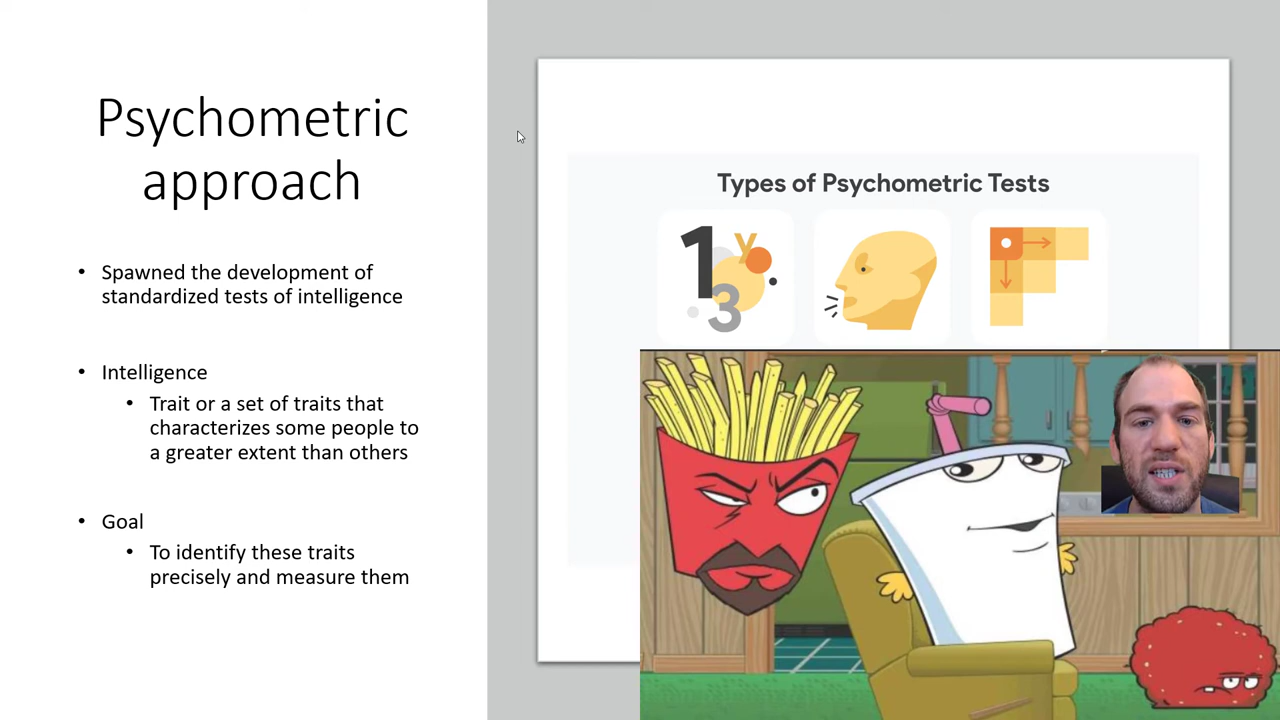 Psychometric
approach
• Spawned the development of
standardized tests of intelligence
• Intelligence
• Trait or a set of traits that
characterizes some people to
a greater extent than others
• Goal
• To identify these traits
precisely and measure them
Types of Psychometric Tests
1
y
3